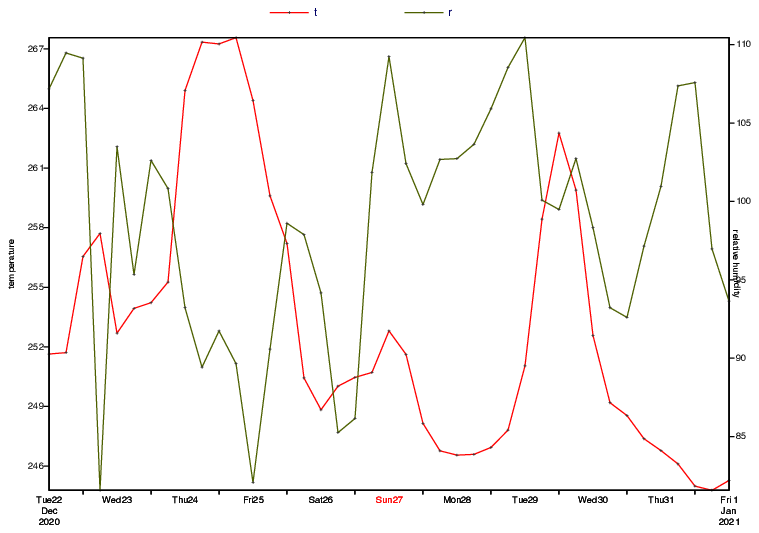 t r
267 110
264 105
261 100
258
255 95
252 90
249 85
246
temperature
relative humidity
Tue22 Wed23 Thu24 Fri25 Sat26 Sun27 Mon28 Tue29 Wed30 Thu31 Fri 1
Dec Jan
2020 2021